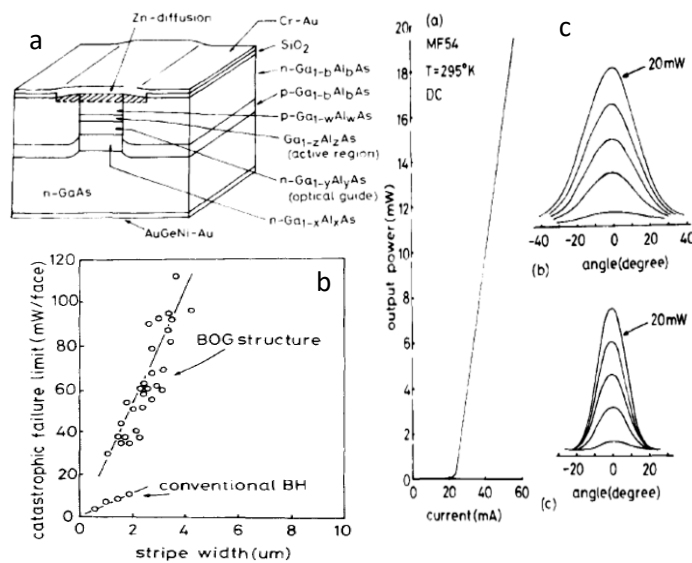 a
Zn-diffusion
Cr-Au
SiO2
n-Ga1-bAlbAs
p-Ga1-bAlbAs
p-Ga1-wAlwAs
Ga1-zAlzAs
(active region)
n-Ga1-yAlyAs
(optical guide)
n-Ga1-xAlxAs
n-GaAs
AuGeNi-Au
b
catastrophic failure limit (mW/face)
120
100
80
60
40
20
0
BOG structure
conventional BH
0 2 4 6 8 10
stripe width(um)
(a)
MF54
T=295°K
DC
output power(mw)
20
18
16
14
12
10
8
6
4
2
0
0 20 40 60
current(mA)
c
20mW
-40 -20 0 20 40
(b) angle(degree)
20mW
-20 0 20
(c) angle(degree)